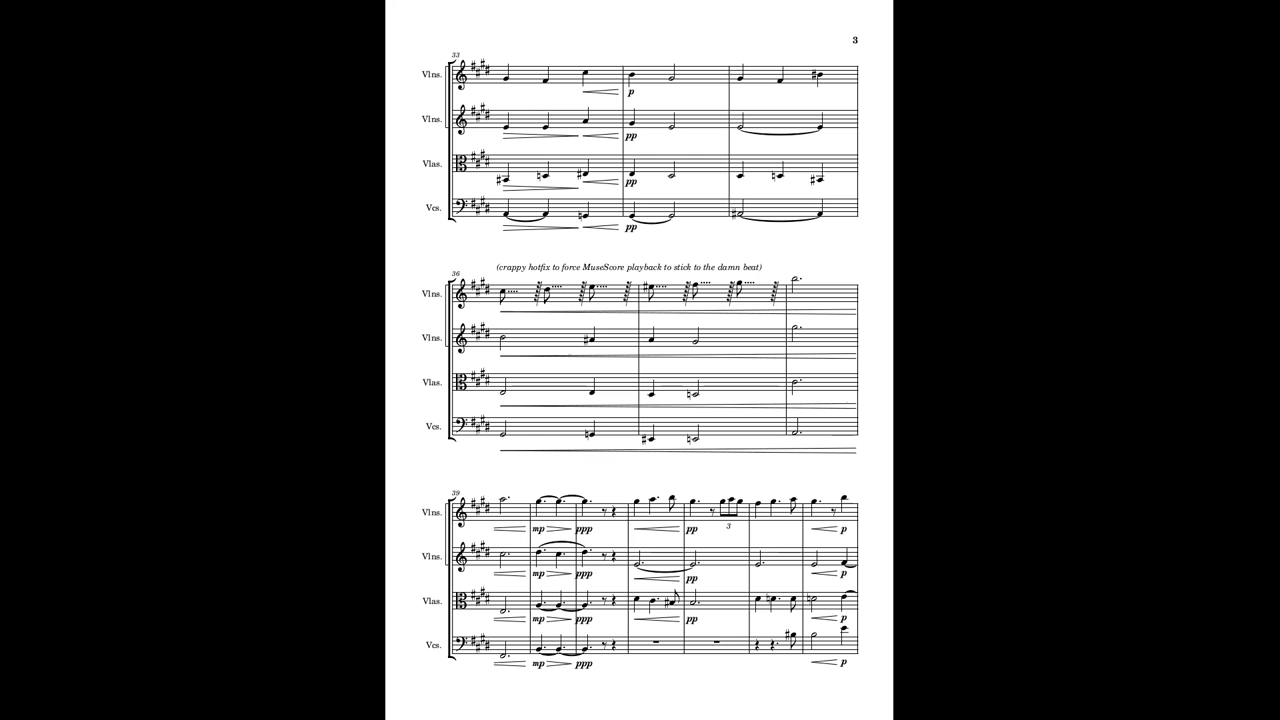 3
33
Vlns.
p
Vlns.
pp
Vlas.
pp
Vcs.
pp
(crappy hotfix to force MuseScore playback to stick to the damn beat)
36
Vlns.
Vlns.
Vlas.
Vcs.
39
Vlns.
mp ppp pp 3 p
Vlns.
mp ppp pp p
Vlas.
mp ppp pp p
Vcs.
mp ppp p